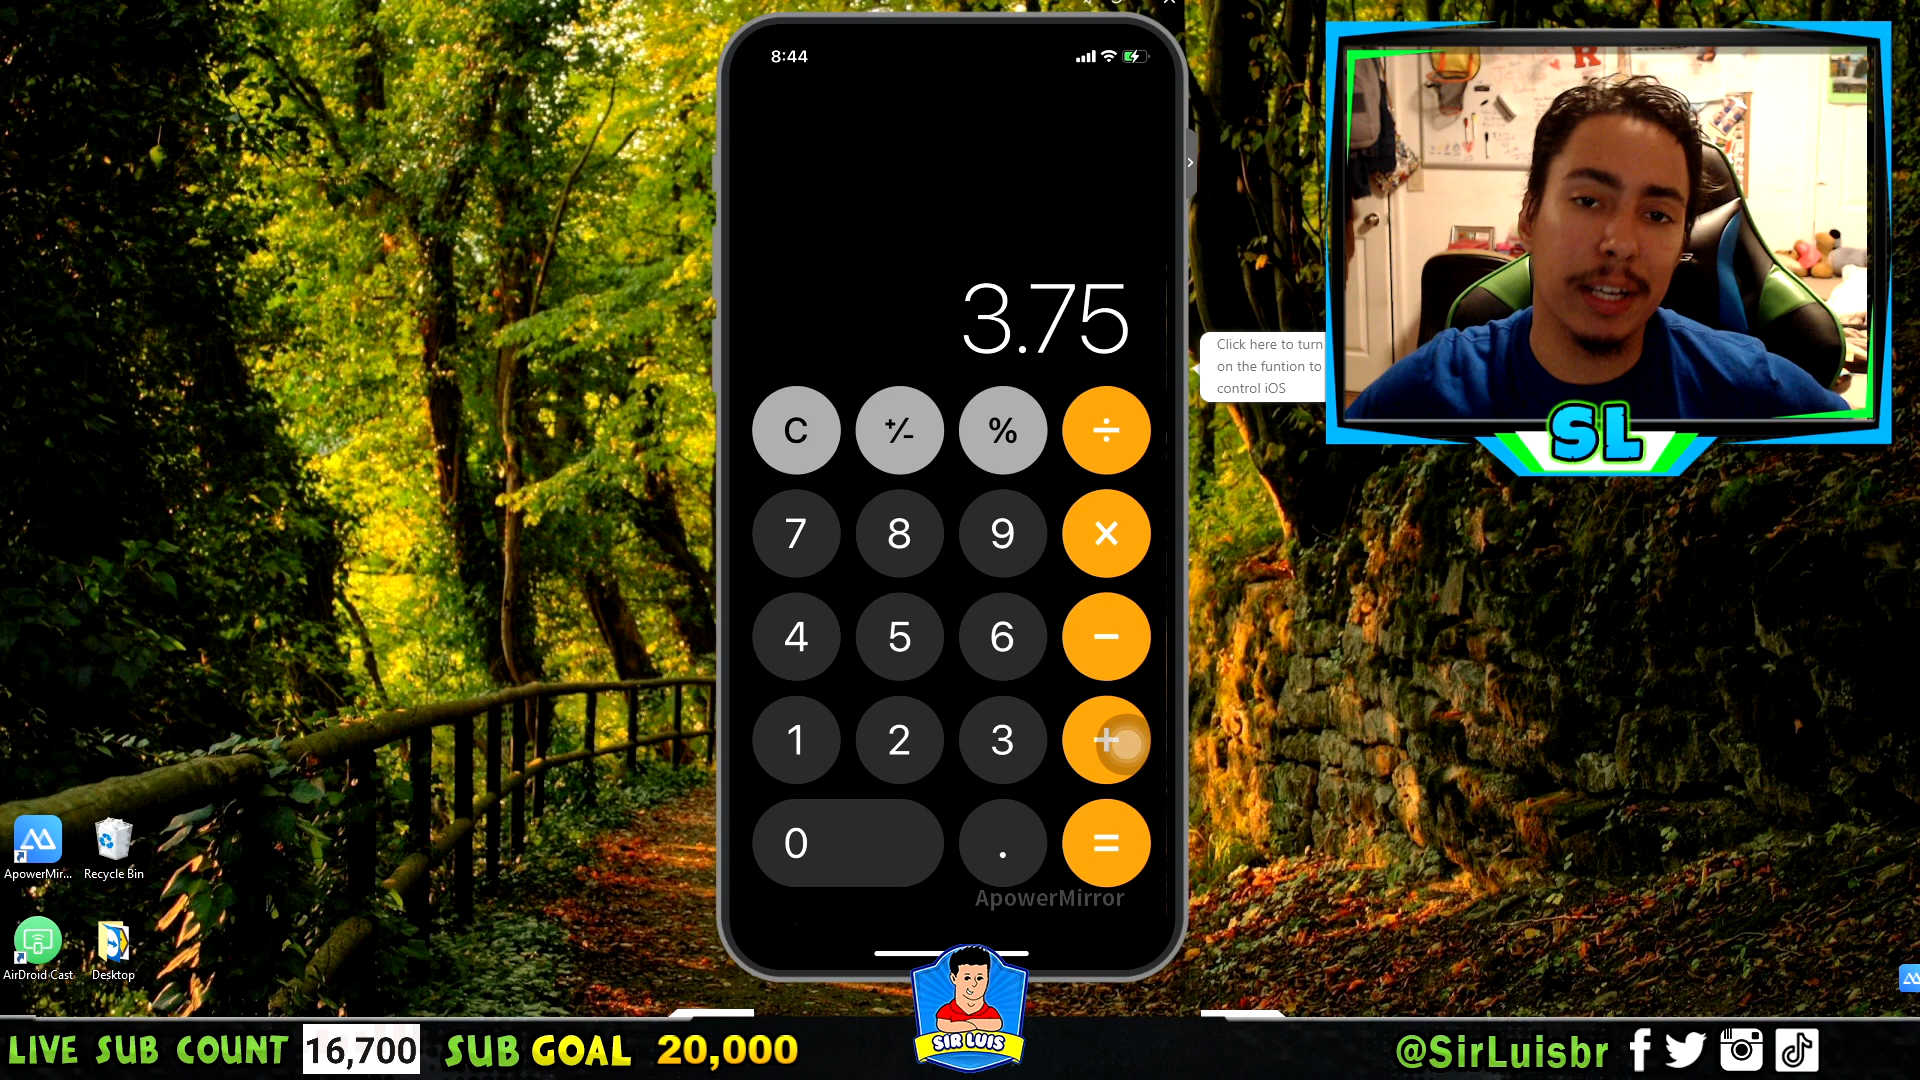 8:44
3.75
C +/- % ÷
7 8 9 ×
4 5 6 −
1 2 3 +
0 . =
ApowerMirror
Click here to turn
on the funtion to
control iOS
R
SL
ApowerMir... Recycle Bin
AirDroid Cast Desktop
SIR LUIS
LIVE SUB COUNT 16,700 SUB GOAL 20,000
@SirLuisbr